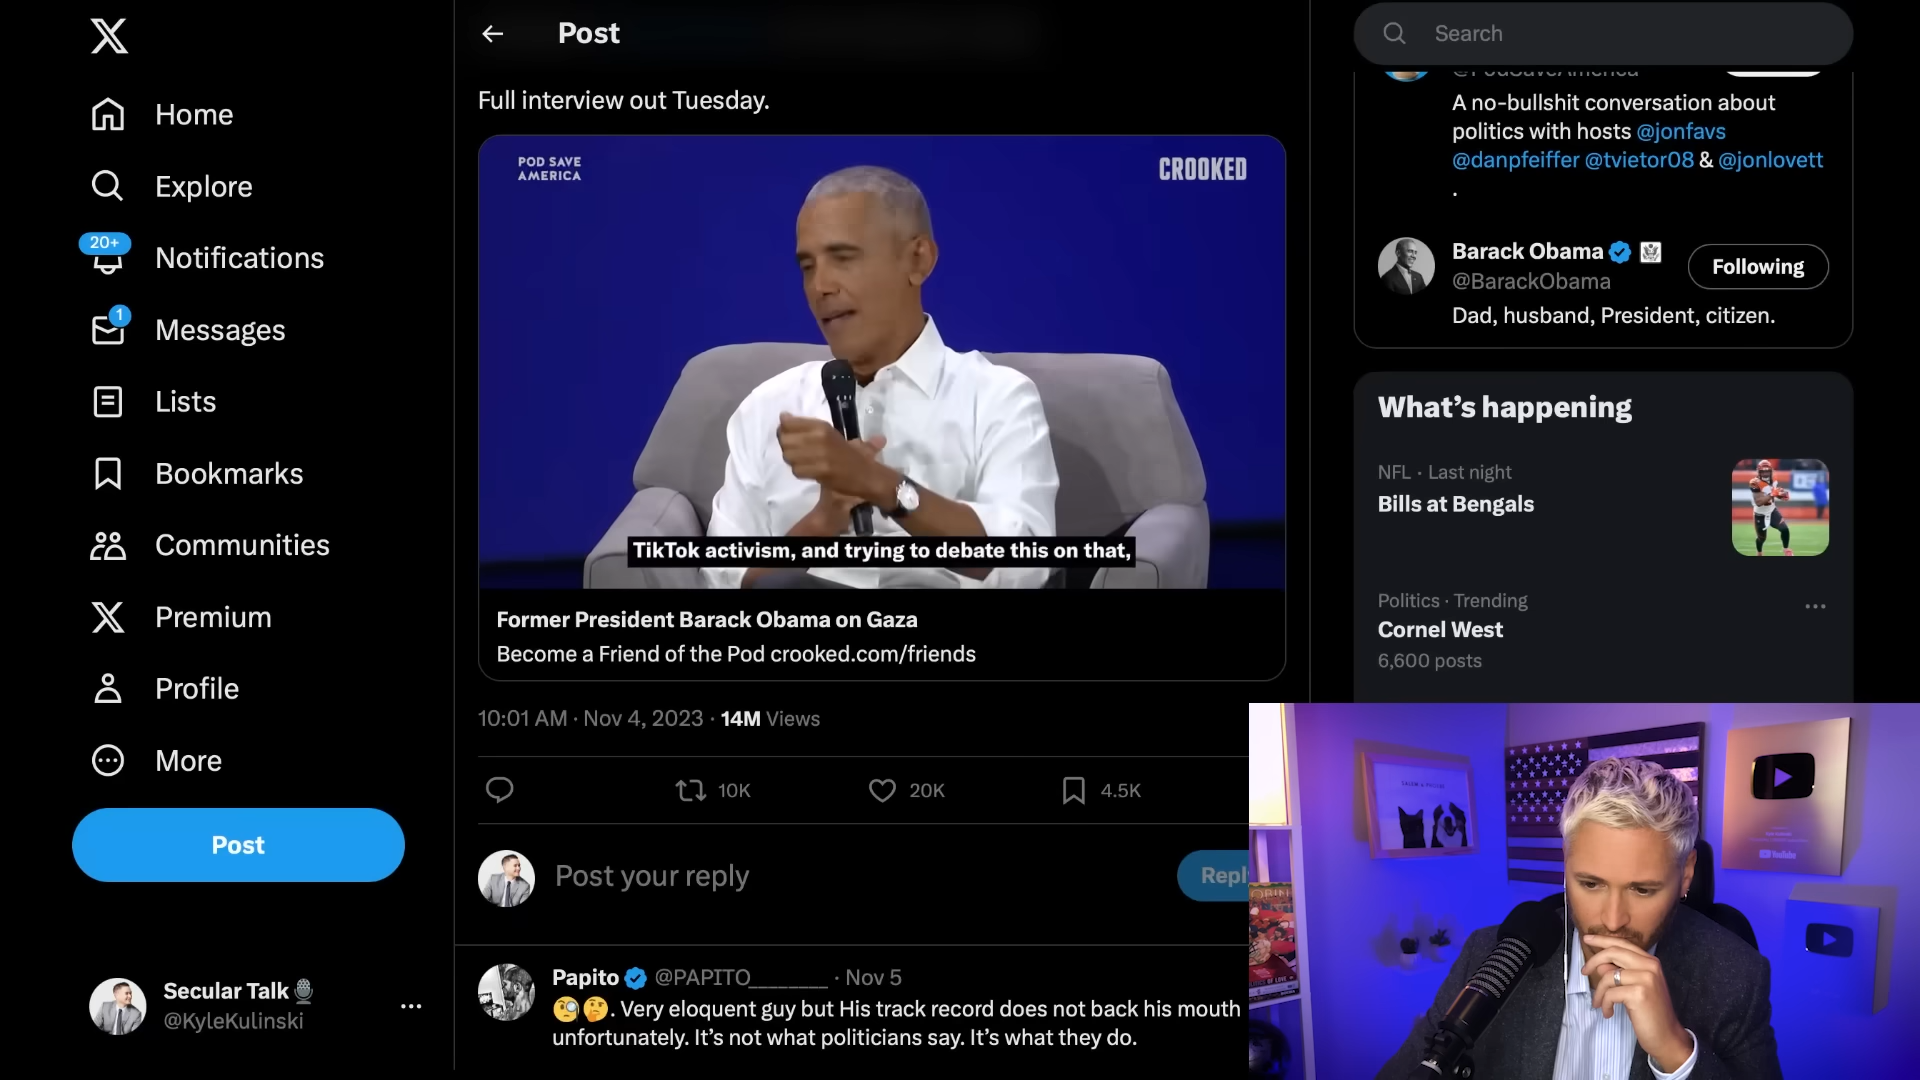 Home
Explore
20+
Notifications
1
Messages
Lists
Bookmarks
Communities
Premium
Profile
More
Post
Secular Talk
@KyleKulinski
Post
Full interview out Tuesday.
POD SAVE
AMERICA
CROOKED
TikTok activism, and trying to debate this on that,
Former President Barack Obama on Gaza
Become a Friend of the Pod crooked.com/friends
10:01 AM · Nov 4, 2023 · 14M Views
10K
20K
4.5K
Post your reply
Repl
Papito @PAPITO________ · Nov 5
🧐🤔. Very eloquent guy but His track record does not back his mouth
unfortunately. It's not what politicians say. It's what they do.
Search
@PodSaveAmerica
A no-bullshit conversation about
politics with hosts @jonfavs
@danpfeiffer @tvietor08 & @jonlovett
.
Barack Obama
@BarackObama
Following
Dad, husband, President, citizen.
What's happening
NFL · Last night
Bills at Bengals
Politics · Trending
Cornel West
6,600 posts
YouTube